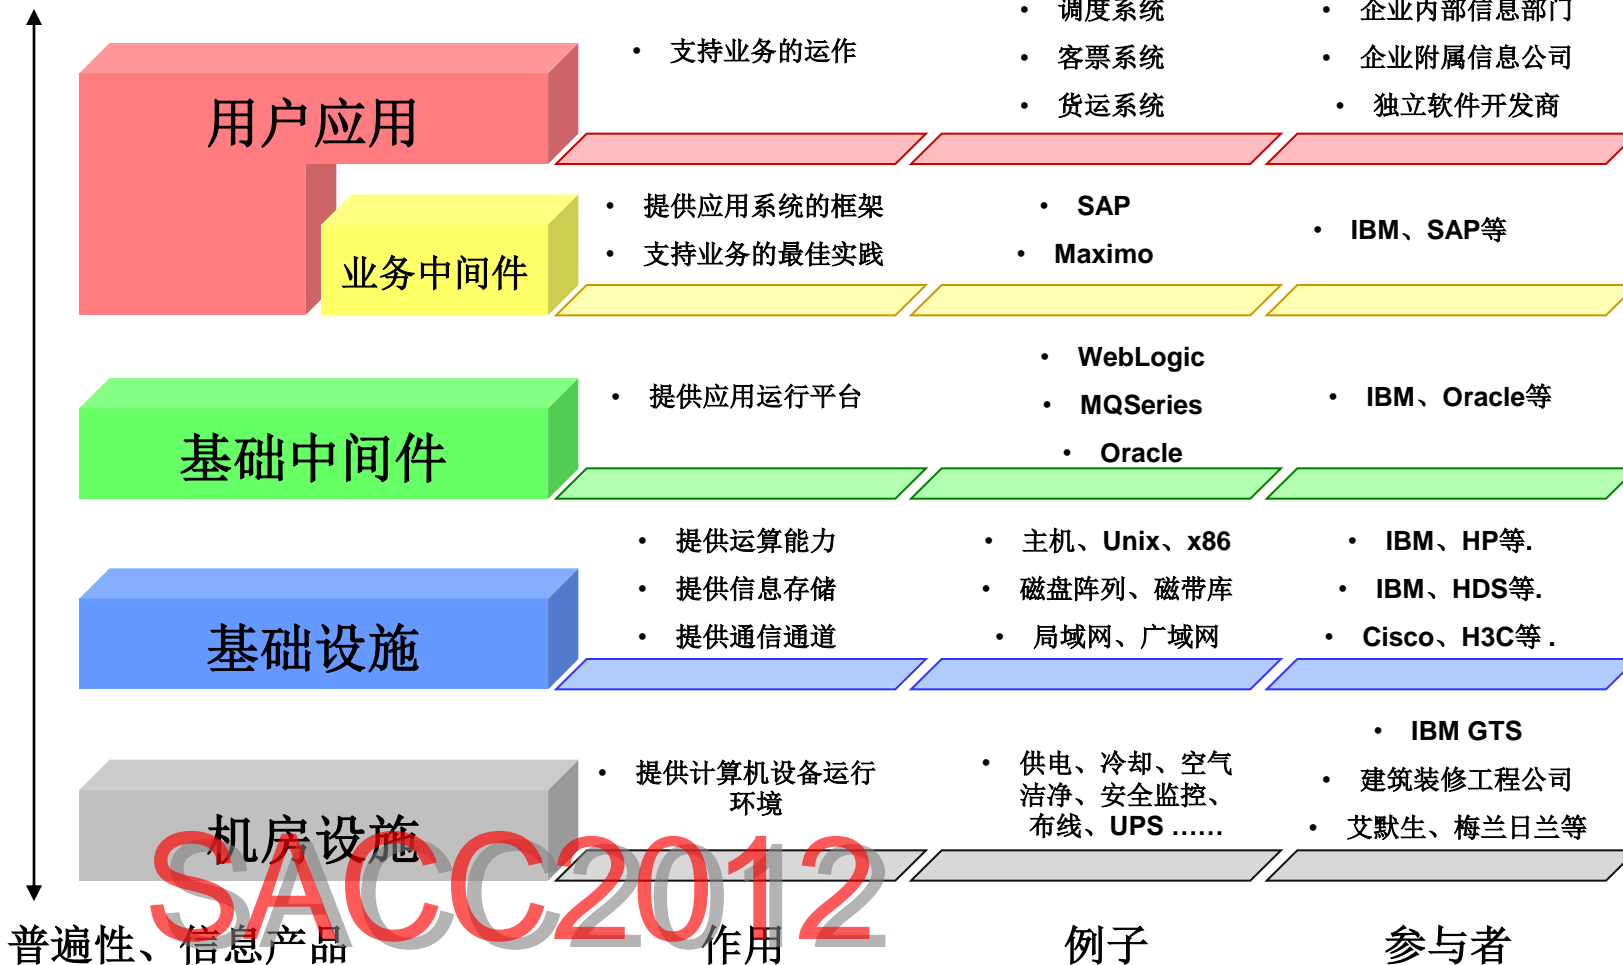 • 支持业务的运作
• 调度系统
• 客票系统
• 货运系统
• 企业内部信息部门
• 企业附属信息公司
• 独立软件开发商
用户应用
• 提供应用系统的框架
• 支持业务的最佳实践
• SAP
• Maximo
• IBM、SAP等
业务中间件
• 提供应用运行平台
• WebLogic
• MQSeries
• Oracle
• IBM、Oracle等
基础中间件
• 提供运算能力
• 提供信息存储
• 提供通信通道
• 主机、Unix、x86
• 磁盘阵列、磁带库
• 局域网、广域网
• IBM、HP等.
• IBM、HDS等.
• Cisco、H3C等 .
基础设施
• 提供计算机设备运行
环境
• 供电、冷却、空气
洁净、安全监控、
布线、UPS ……
• IBM GTS
• 建筑装修工程公司
• 艾默生、梅兰日兰等
机房设施
SACC2012
普遍性、信息产品
作用
例子
参与者